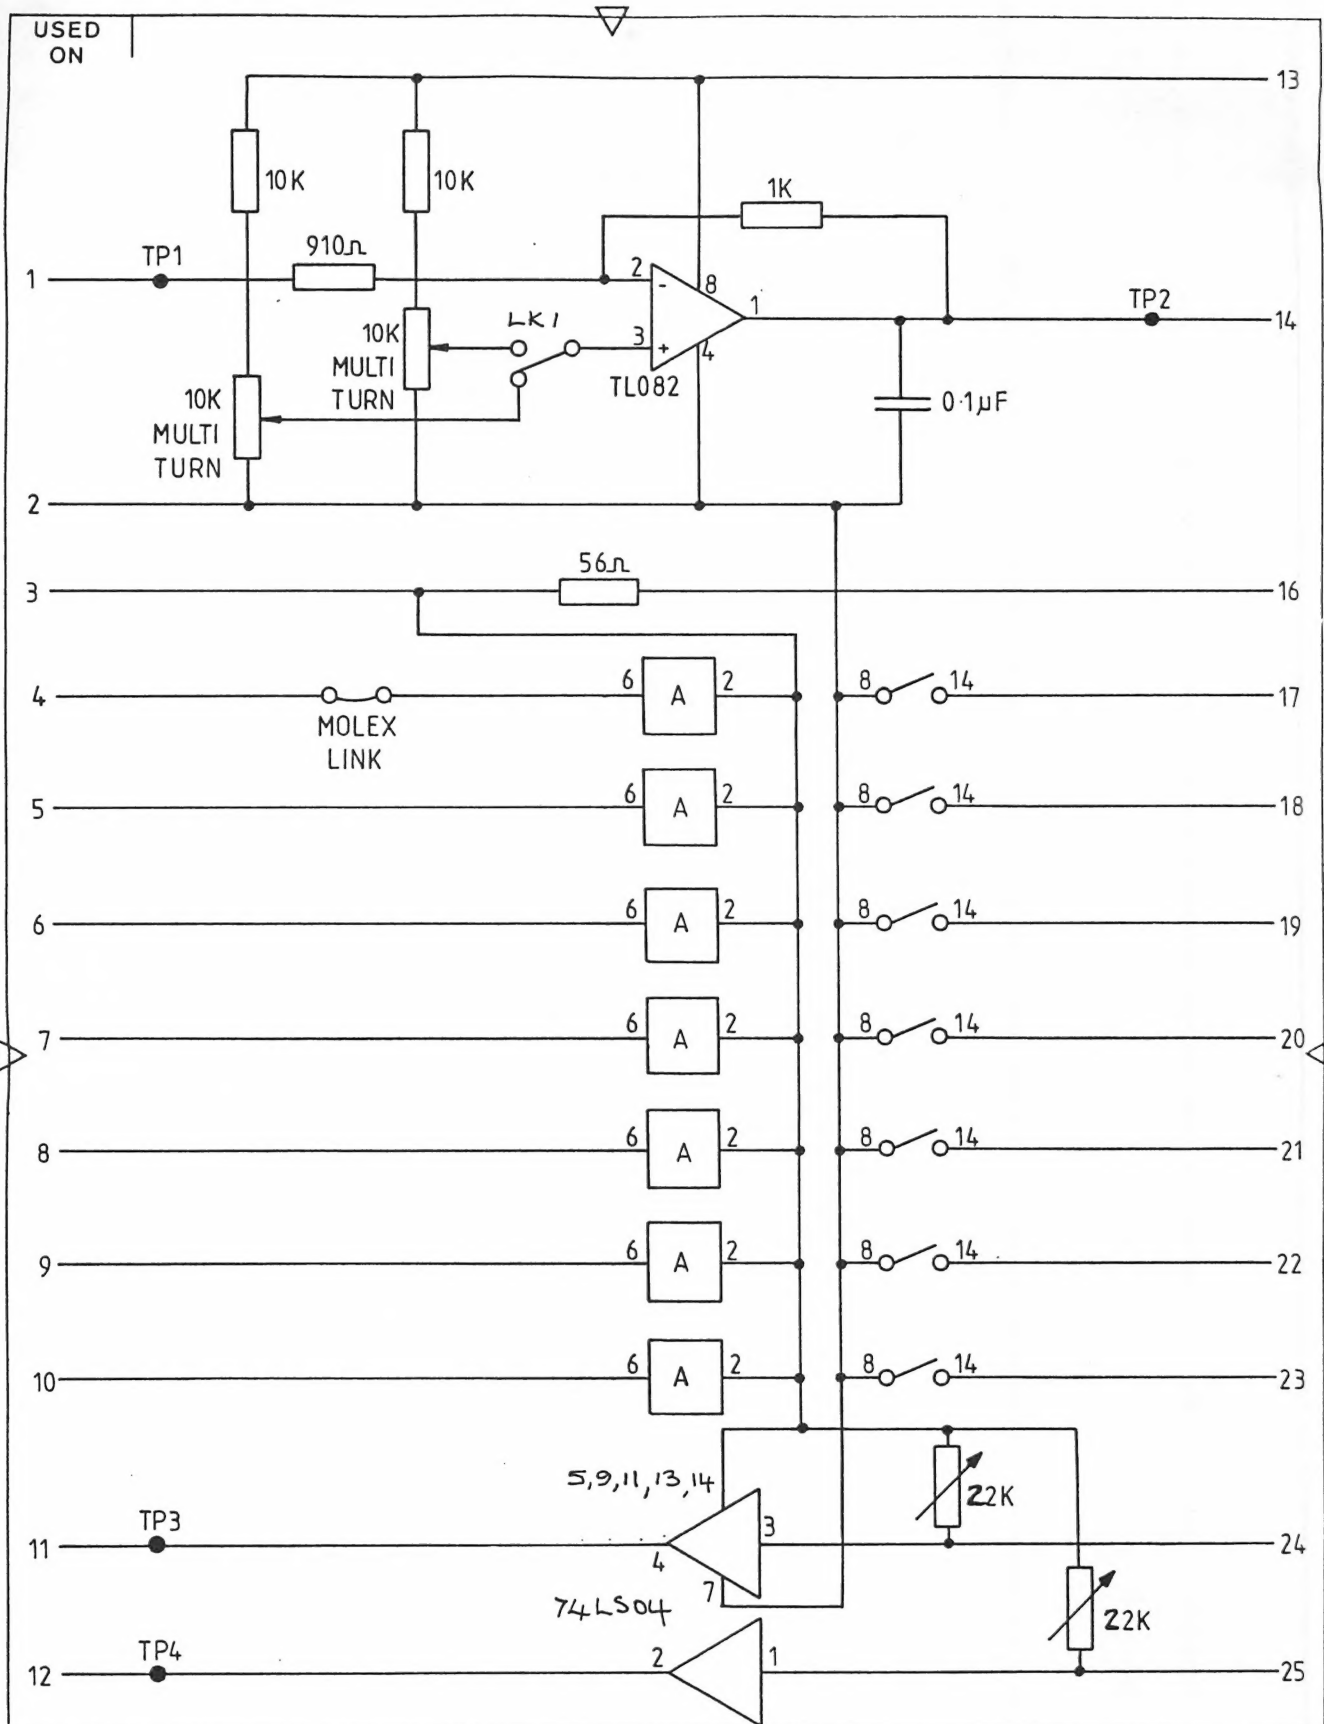 USED
ON
13
10K
10K
1K
910Ω
TP1
1
2
-
8
1
TP2
14
LK1
10K
MULTI
TURN
3
+
4
TL082
10K
MULTI
TURN
0·1µF
2
56Ω
3
16
4
6
A
2
8
14
17
MOLEX
LINK
5
6
A
2
8
14
18
6
6
A
2
8
14
19
7
6
A
2
8
14
20
8
6
A
2
8
14
21
9
6
A
2
8
14
22
10
6
A
2
8
14
23
5,9,11,13,14
22K
TP3
3
11
4
24
7
74LS04
22K
TP4
2
1
12
25